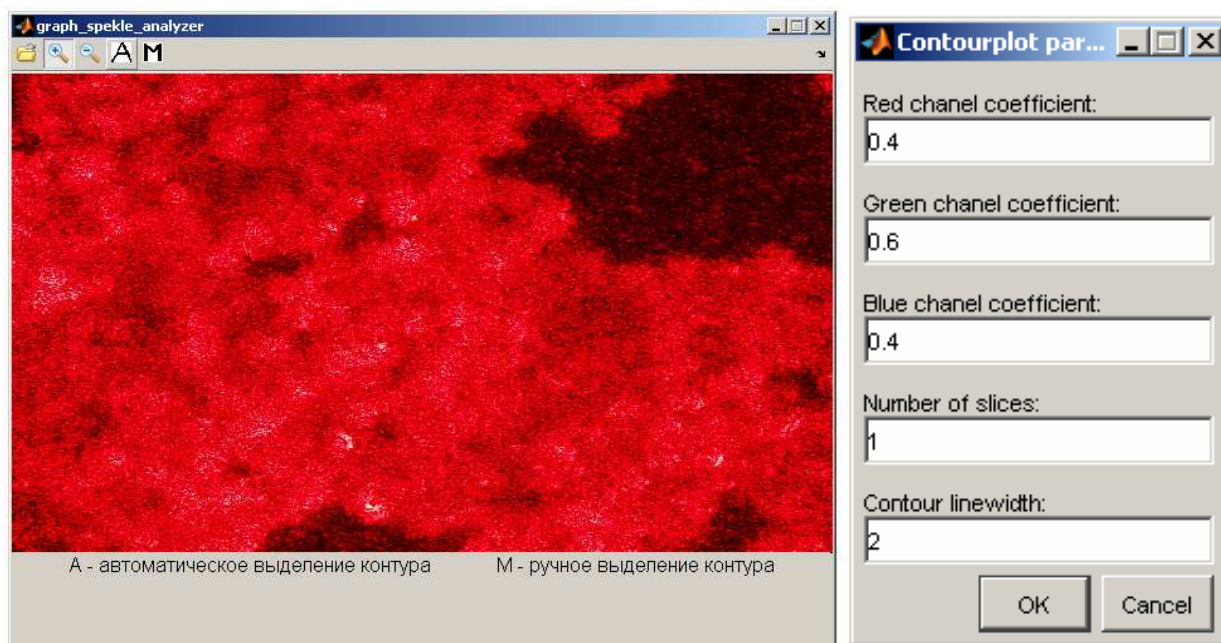 graph_spekle_analyzer
A M
A - автоматическое выделение контура M - ручное выделение контура
Contourplot par...
Red chanel coefficient:
0.4
Green chanel coefficient:
0.6
Blue chanel coefficient:
0.4
Number of slices:
1
Contour linewidth:
2
OK Cancel